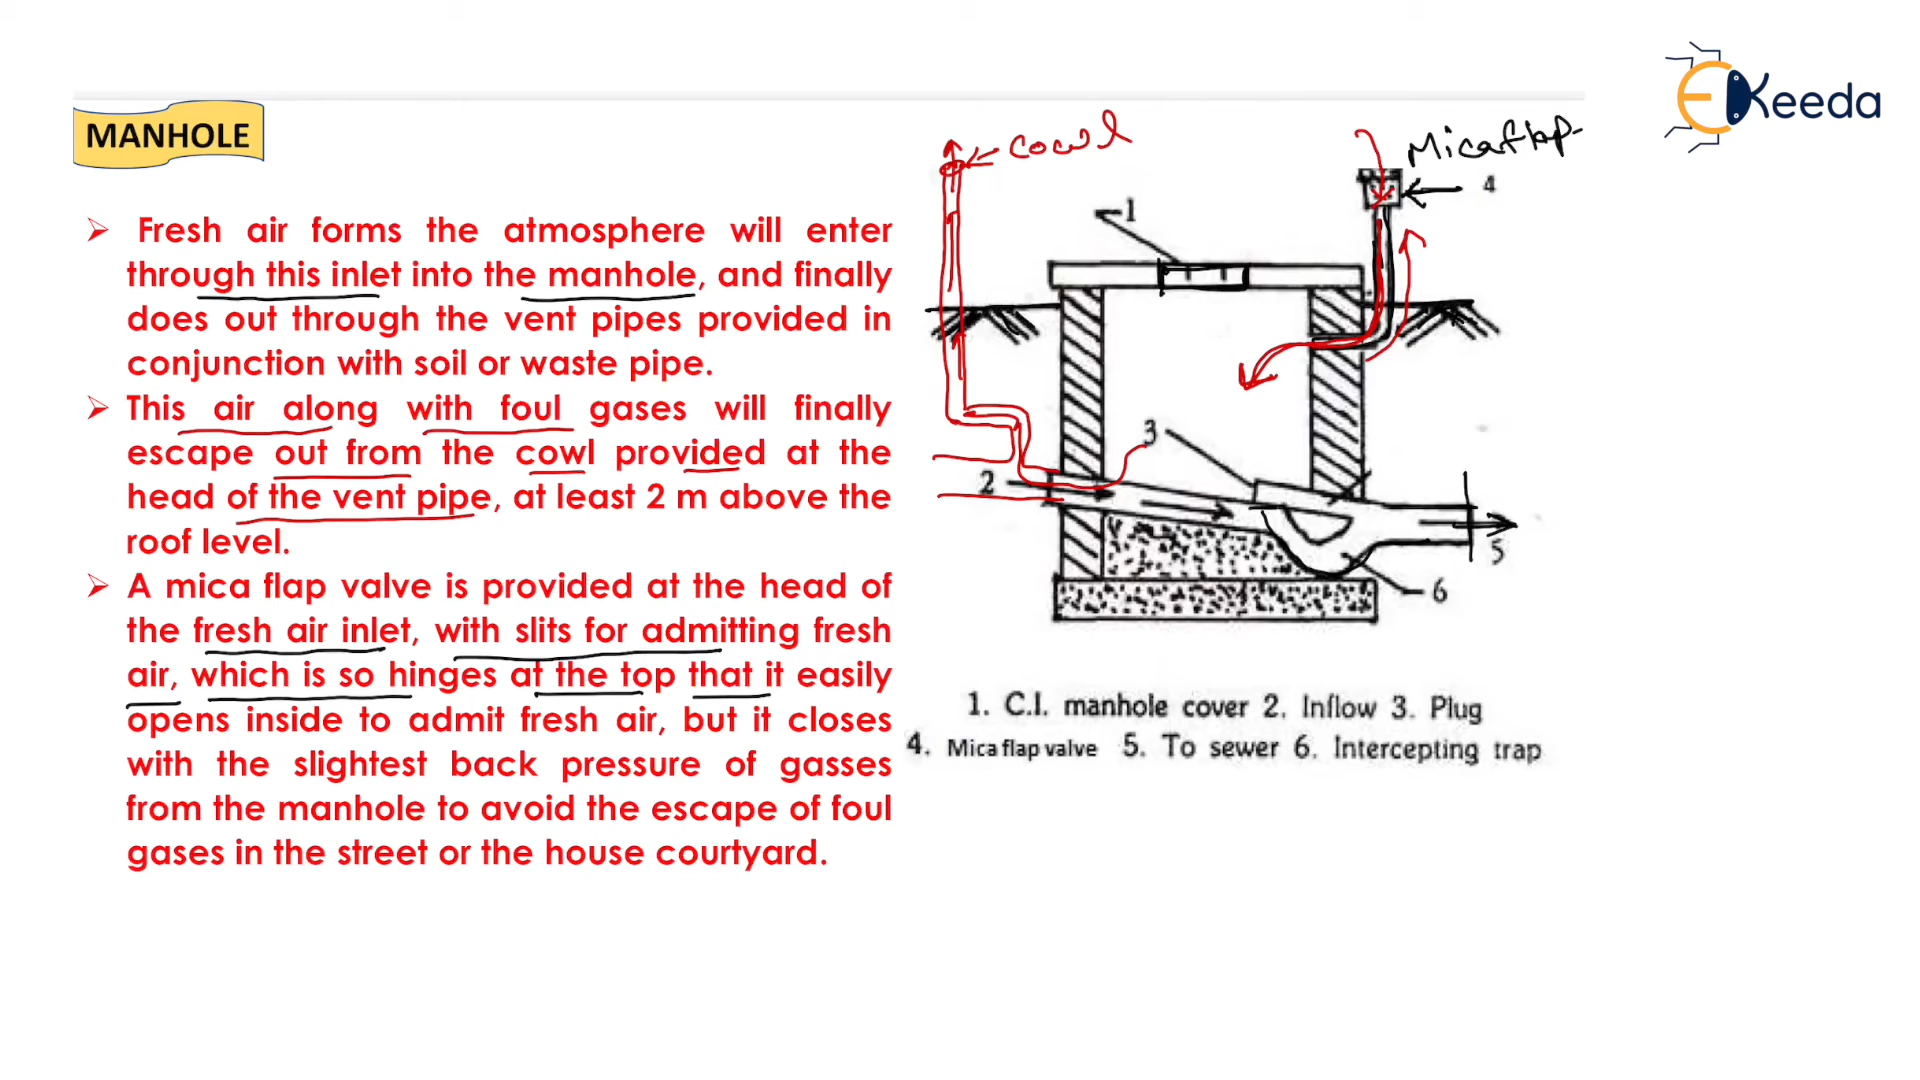 Keeda
MANHOLE
➢ Fresh air forms the atmosphere will enter
through this inlet into the manhole, and finally
does out through the vent pipes provided in
conjunction with soil or waste pipe.
➢ This air along with foul gases will finally
escape out from the cowl provided at the
head of the vent pipe, at least 2 m above the
roof level.
➢ A mica flap valve is provided at the head of
the fresh air inlet, with slits for admitting fresh
air, which is so hinges at the top that it easily
opens inside to admit fresh air, but it closes
with the slightest back pressure of gasses
from the manhole to avoid the escape of foul
gases in the street or the house courtyard.
cowl
Mica flap
1
4
3
2
5
6
1. C.I. manhole cover 2. Inflow 3. Plug
4. Mica flap valve 5. To sewer 6. Intercepting trap